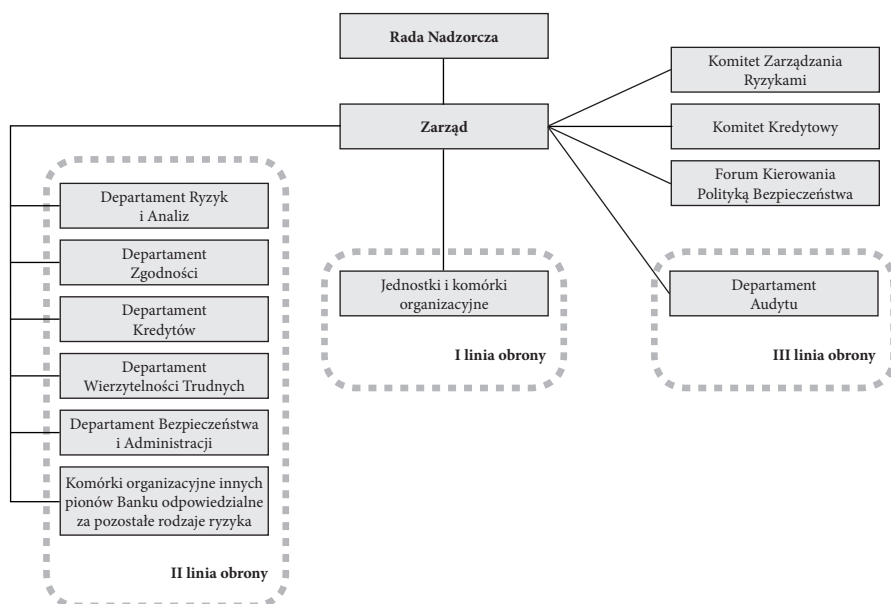 Rada Nadzorcza
Zarząd
Komitet Zarządzania
Ryzykami
Komitet Kredytowy
Forum Kierowania
Polityką Bezpieczeństwa
Departament Ryzyk
i Analiz
Departament
Zgodności
Departament
Kredytów
Departament
Wierzytelności Trudnych
Departament Bezpieczeństwa
i Administracji
Komórki organizacyjne innych
pionów Banku odpowiedzialne
za pozostałe rodzaje ryzyka
II linia obrony
Jednostki i komórki
organizacyjne
I linia obrony
Departament
Audytu
III linia obrony